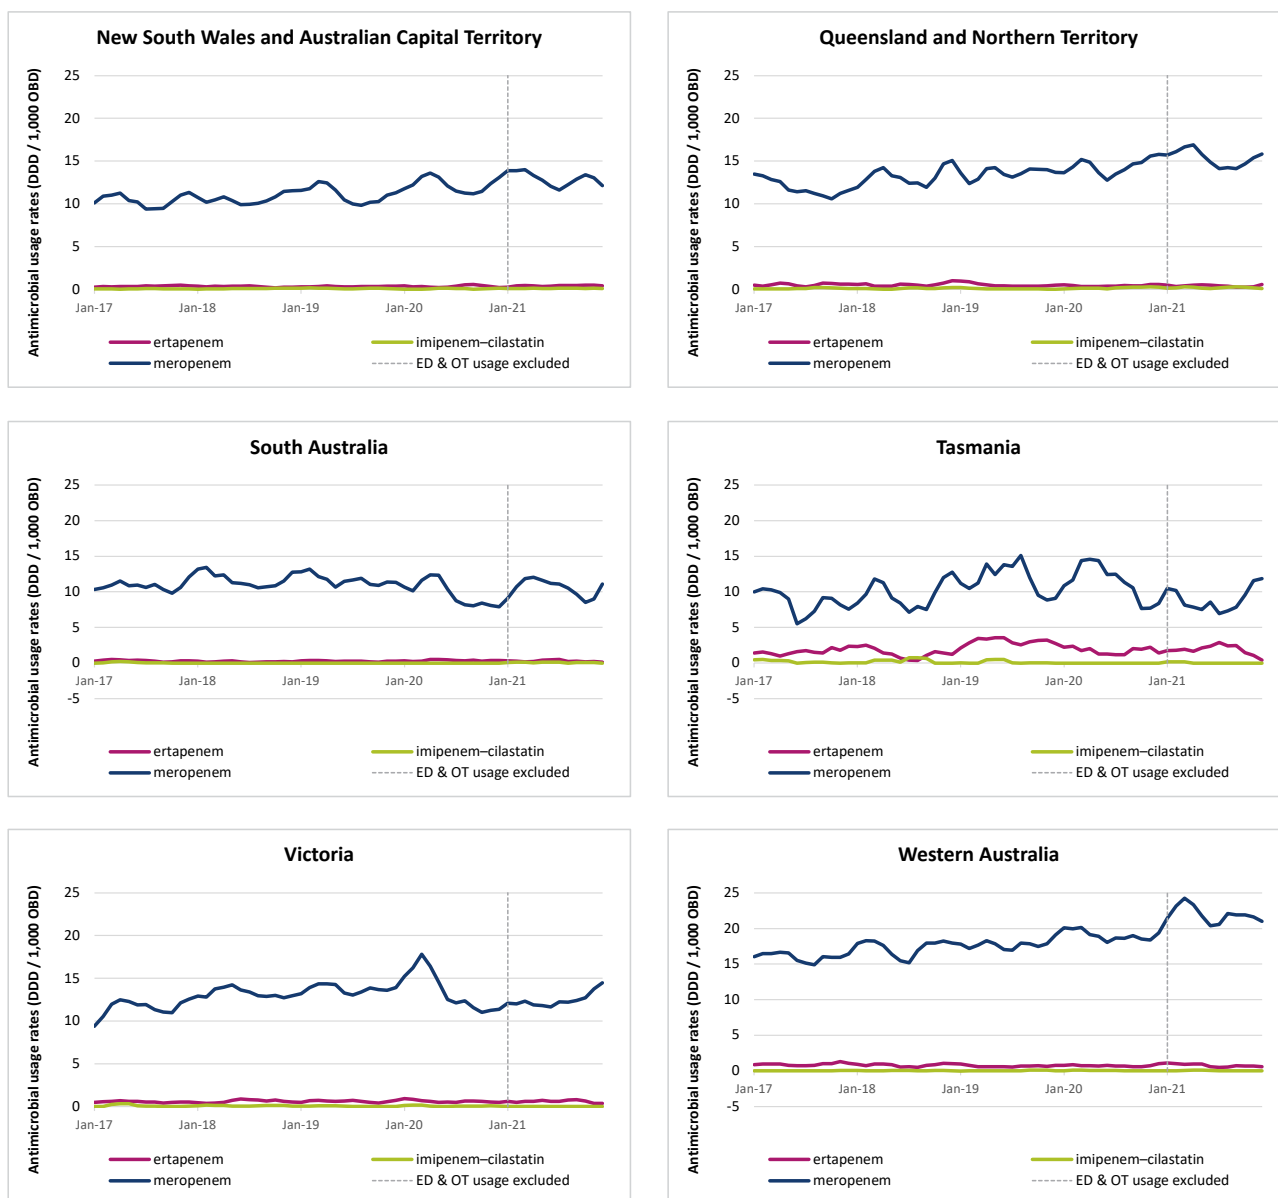 New South Wales and Australian Capital Territory
Antimicrobial usage rates (DDD / 1,000 OBD)
25
20
15
10
5
0
Jan-17 Jan-18 Jan-19 Jan-20 Jan-21
ertapenem imipenem–cilastatin
meropenem ED & OT usage excluded
Queensland and Northern Territory
Antimicrobial usage rates (DDD / 1,000 OBD)
25
20
15
10
5
0
Jan-17 Jan-18 Jan-19 Jan-20 Jan-21
ertapenem imipenem–cilastatin
meropenem ED & OT usage excluded
South Australia
Antimicrobial usage rates (DDD / 1,000 OBD)
25
20
15
10
5
0
Jan-17 Jan-18 Jan-19 Jan-20 Jan-21
-5
ertapenem imipenem–cilastatin
meropenem ED & OT usage excluded
Tasmania
Antimicrobial usage rates (DDD / 1,000 OBD)
25
20
15
10
5
0
Jan-17 Jan-18 Jan-19 Jan-20 Jan-21
-5
ertapenem imipenem–cilastatin
meropenem ED & OT usage excluded
Victoria
Antimicrobial usage rates (DDD / 1,000 OBD)
25
20
15
10
5
0
Jan-17 Jan-18 Jan-19 Jan-20 Jan-21
ertapenem imipenem–cilastatin
meropenem ED & OT usage excluded
Western Australia
Antimicrobial usage rates (DDD / 1,000 OBD)
25
20
15
10
5
0
Jan-17 Jan-18 Jan-19 Jan-20 Jan-21
-5
ertapenem imipenem–cilastatin
meropenem ED & OT usage excluded